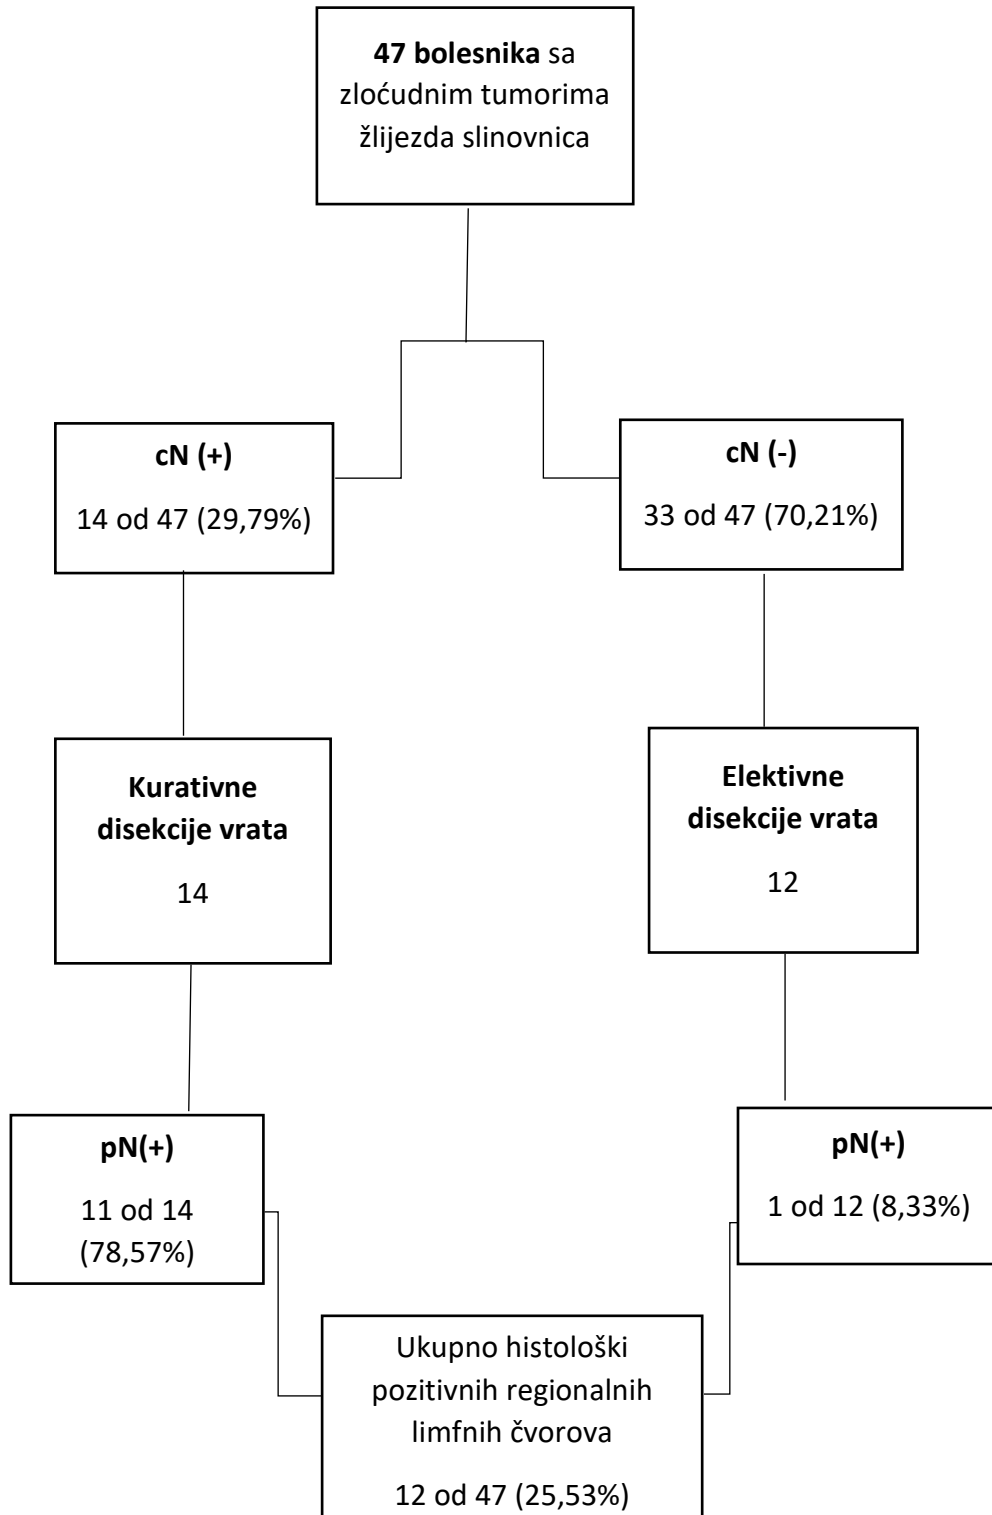 47 bolesnika sa
zloćudnim tumorima
žlijezda slinovnica
cN (+)
14 od 47 (29,79%)
cN (-)
33 od 47 (70,21%)
Kurativne
disekcije vrata
14
Elektivne
disekcije vrata
12
pN(+)
11 od 14
(78,57%)
pN(+)
1 od 12 (8,33%)
Ukupno histološki
pozitivnih regionalnih
limfnih čvorova
12 od 47 (25,53%)